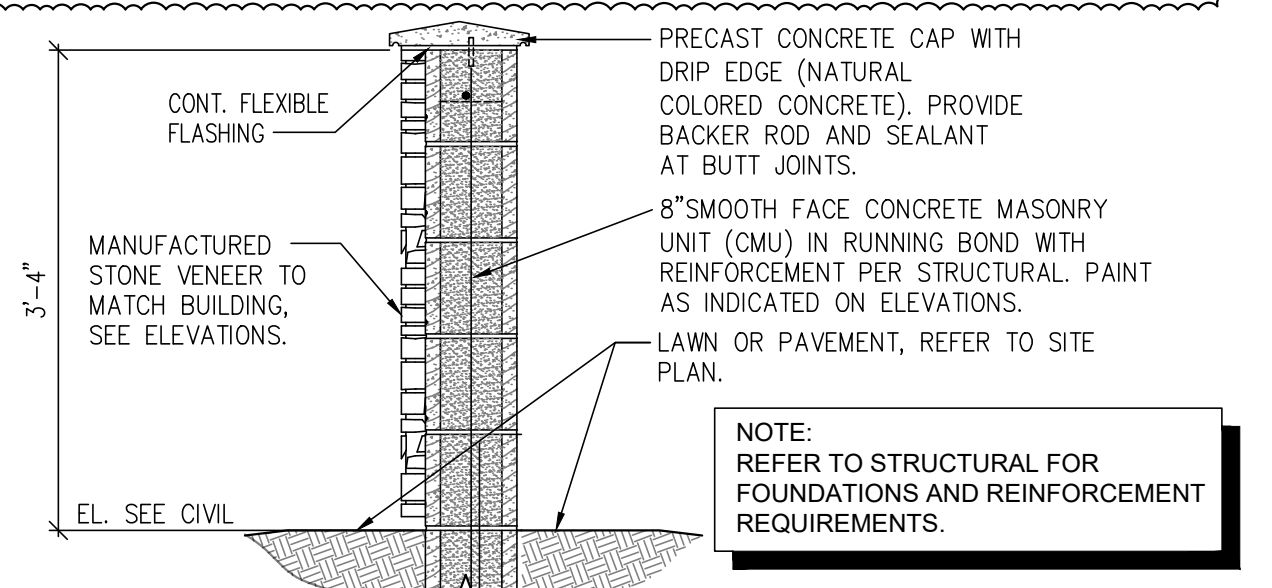 PRECAST CONCRETE CAP WITH
DRIP EDGE (NATURAL
COLORED CONCRETE). PROVIDE
BACKER ROD AND SEALANT
AT BUTT JOINTS.
CONT. FLEXIBLE
FLASHING
8"SMOOTH FACE CONCRETE MASONRY
UNIT (CMU) IN RUNNING BOND WITH
REINFORCEMENT PER STRUCTURAL. PAINT
AS INDICATED ON ELEVATIONS.
MANUFACTURED
STONE VENEER TO
MATCH BUILDING,
SEE ELEVATIONS.
3'-4"
LAWN OR PAVEMENT, REFER TO SITE
PLAN.
NOTE:
REFER TO STRUCTURAL FOR
FOUNDATIONS AND REINFORCEMENT
REQUIREMENTS.
EL. SEE CIVIL